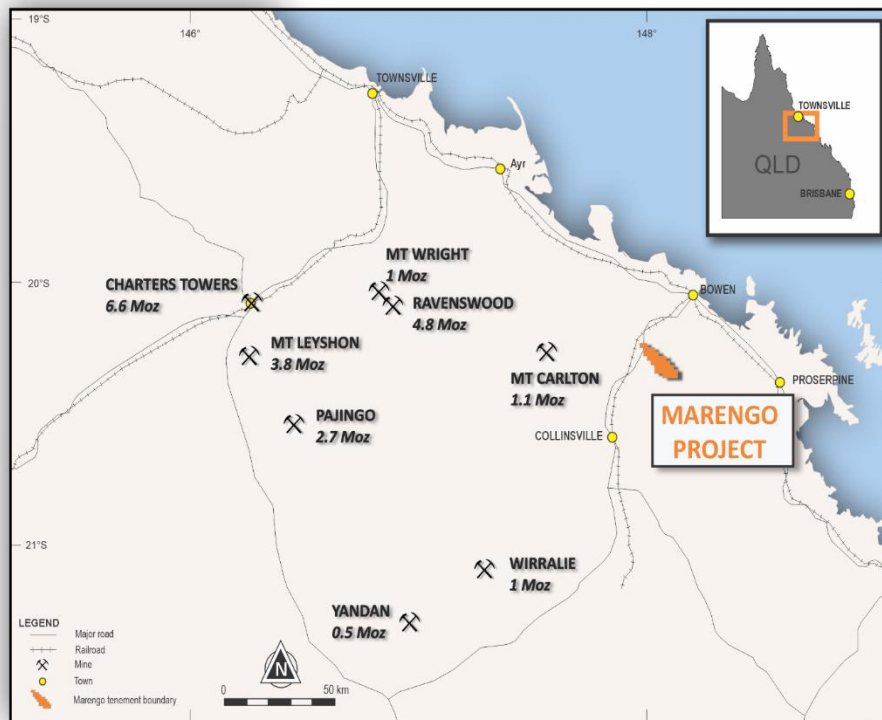 19°S
146°
148°
TOWNSVILLE
TOWNSVILLE
QLD
BRISBANE
Ayr
MT WRIGHT
1 Moz
20°S
CHARTERS TOWERS
6.6 Moz
RAVENSWOOD
4.8 Moz
BOWEN
MT LEYSHON
3.8 Moz
MT CARLTON
1.1 Moz
PROSERPINE
PAJINGO
2.7 Moz
MARENGO
PROJECT
COLLINSVILLE
21°S
WIRRALIE
1 Moz
YANDAN
0.5 Moz
LEGEND
Major road
Railroad
Mine
Town
Marengo tenement boundary
N
0
50 km